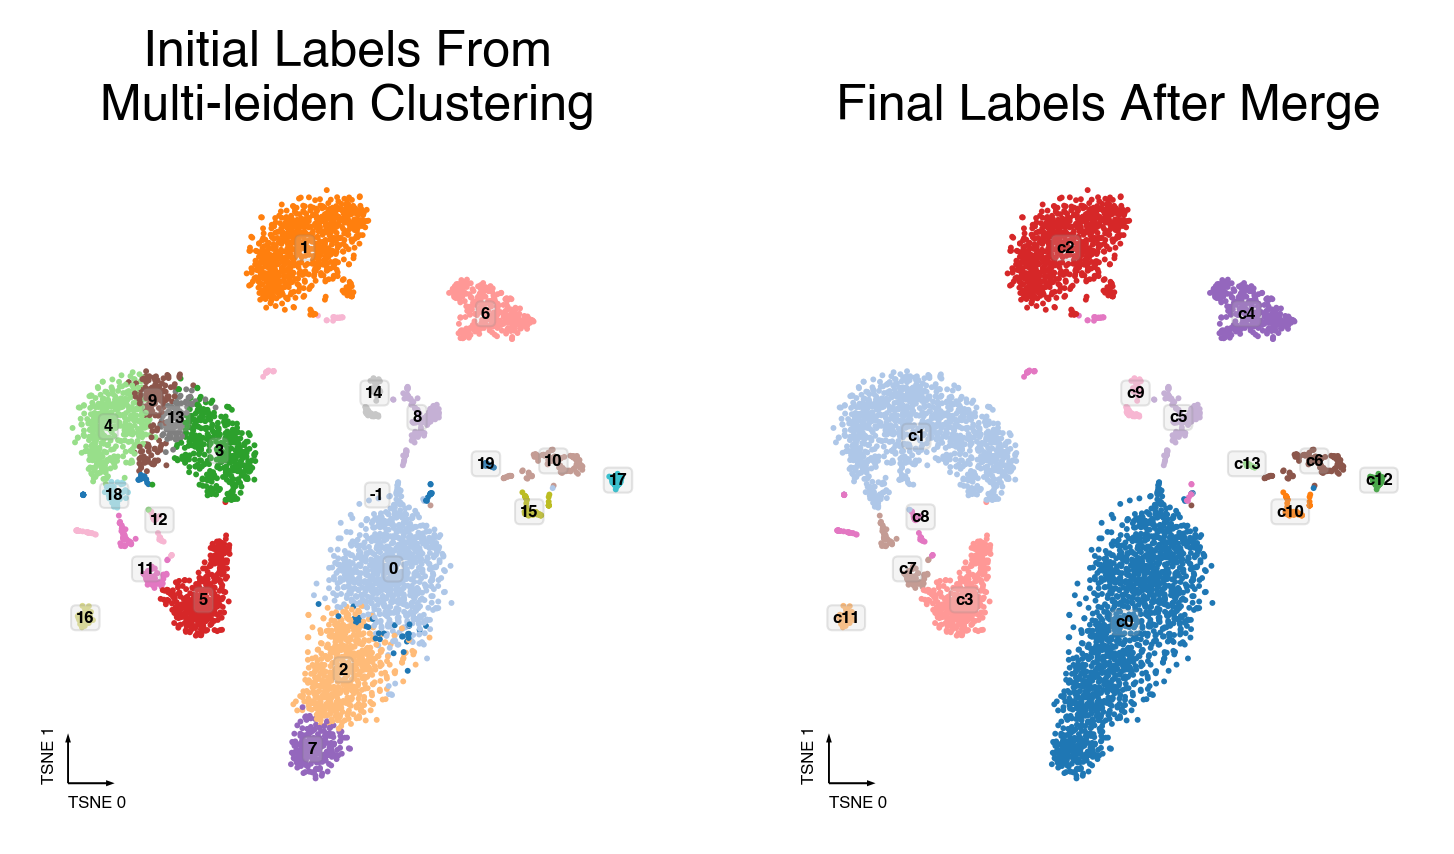 Initial Labels From
Multi-leiden Clustering
1
6
9
4
13
3
14
8
19
10
17
18
-1
15
12
11
0
5
16
2
7
TSNE 1
TSNE 0
Final Labels After Merge
c2
c4
c9
c5
c1
c13
c6
c12
c10
c8
c7
c3
c11
c0
TSNE 1
TSNE 0